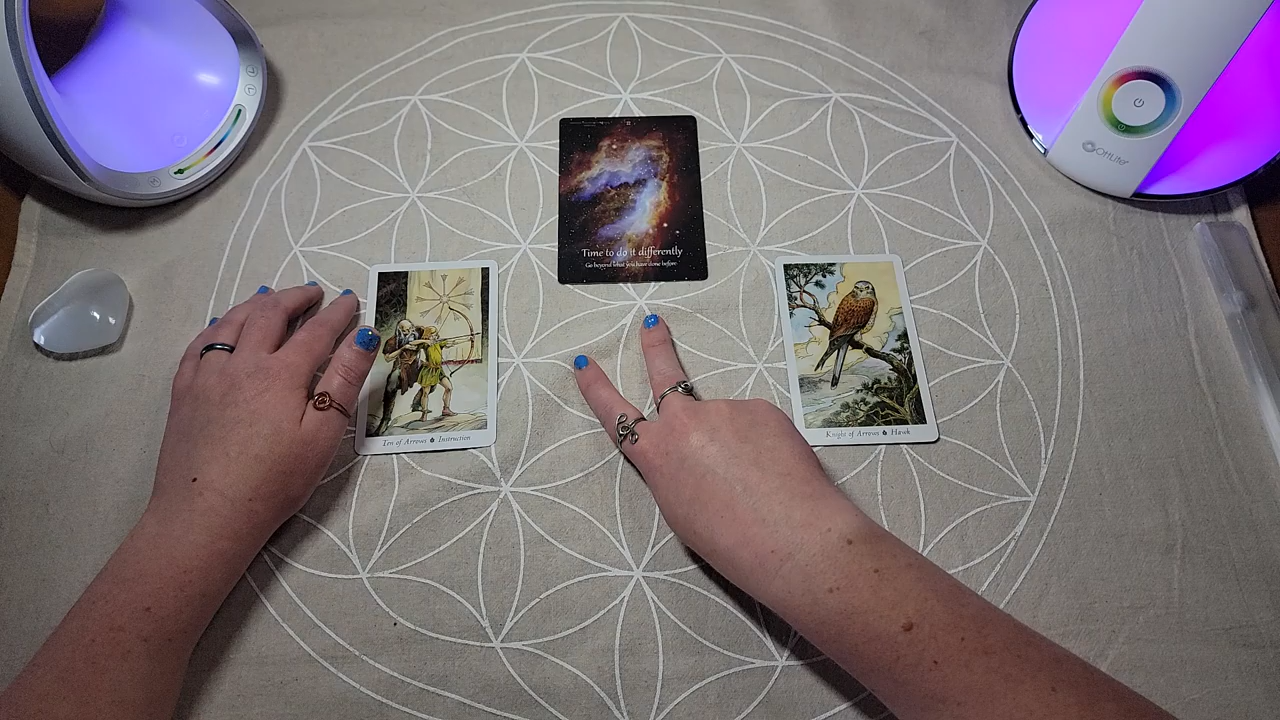 Time to do it differently
Go beyond what you have done before
Ten of Arrows Instruction
Knight of Arrows Hawk
OttLite